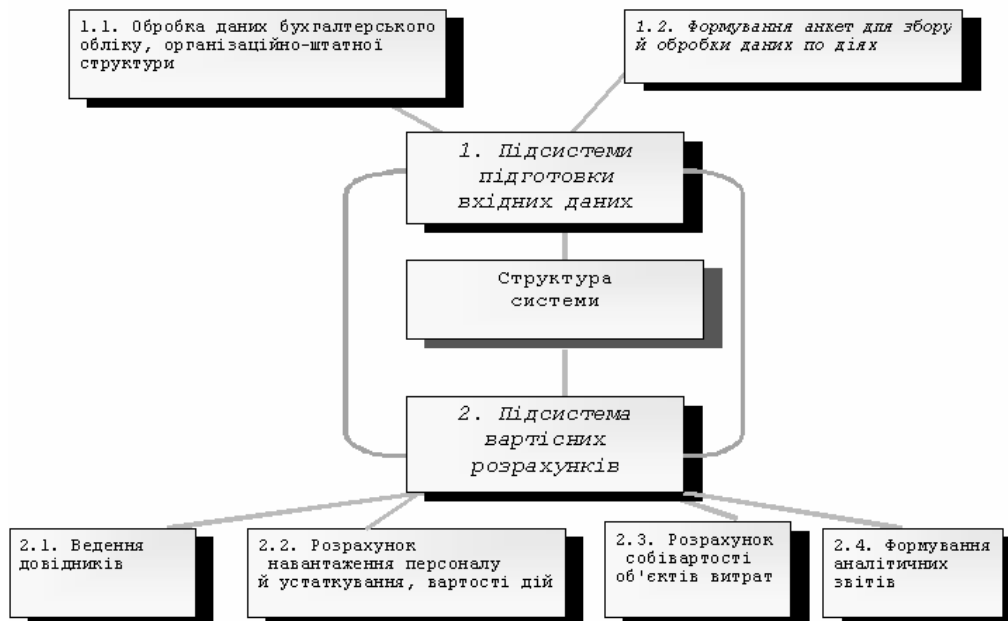 1.1. Обробка даних бухгалтерського
обліку, організаційно-штатної
структури
1.2. Формування анкет для збору
й обробки даних по діях
1. Підсистеми
підготовки
вхідних даних
Структура
системи
2. Підсистема
вартісних
розрахунків
2.1. Ведення
довідників
2.2. Розрахунок
навантаження персоналу
й устаткування, вартості дій
2.3. Розрахунок
собівартості
об'єктів витрат
2.4. Формування
аналітичних
звітів